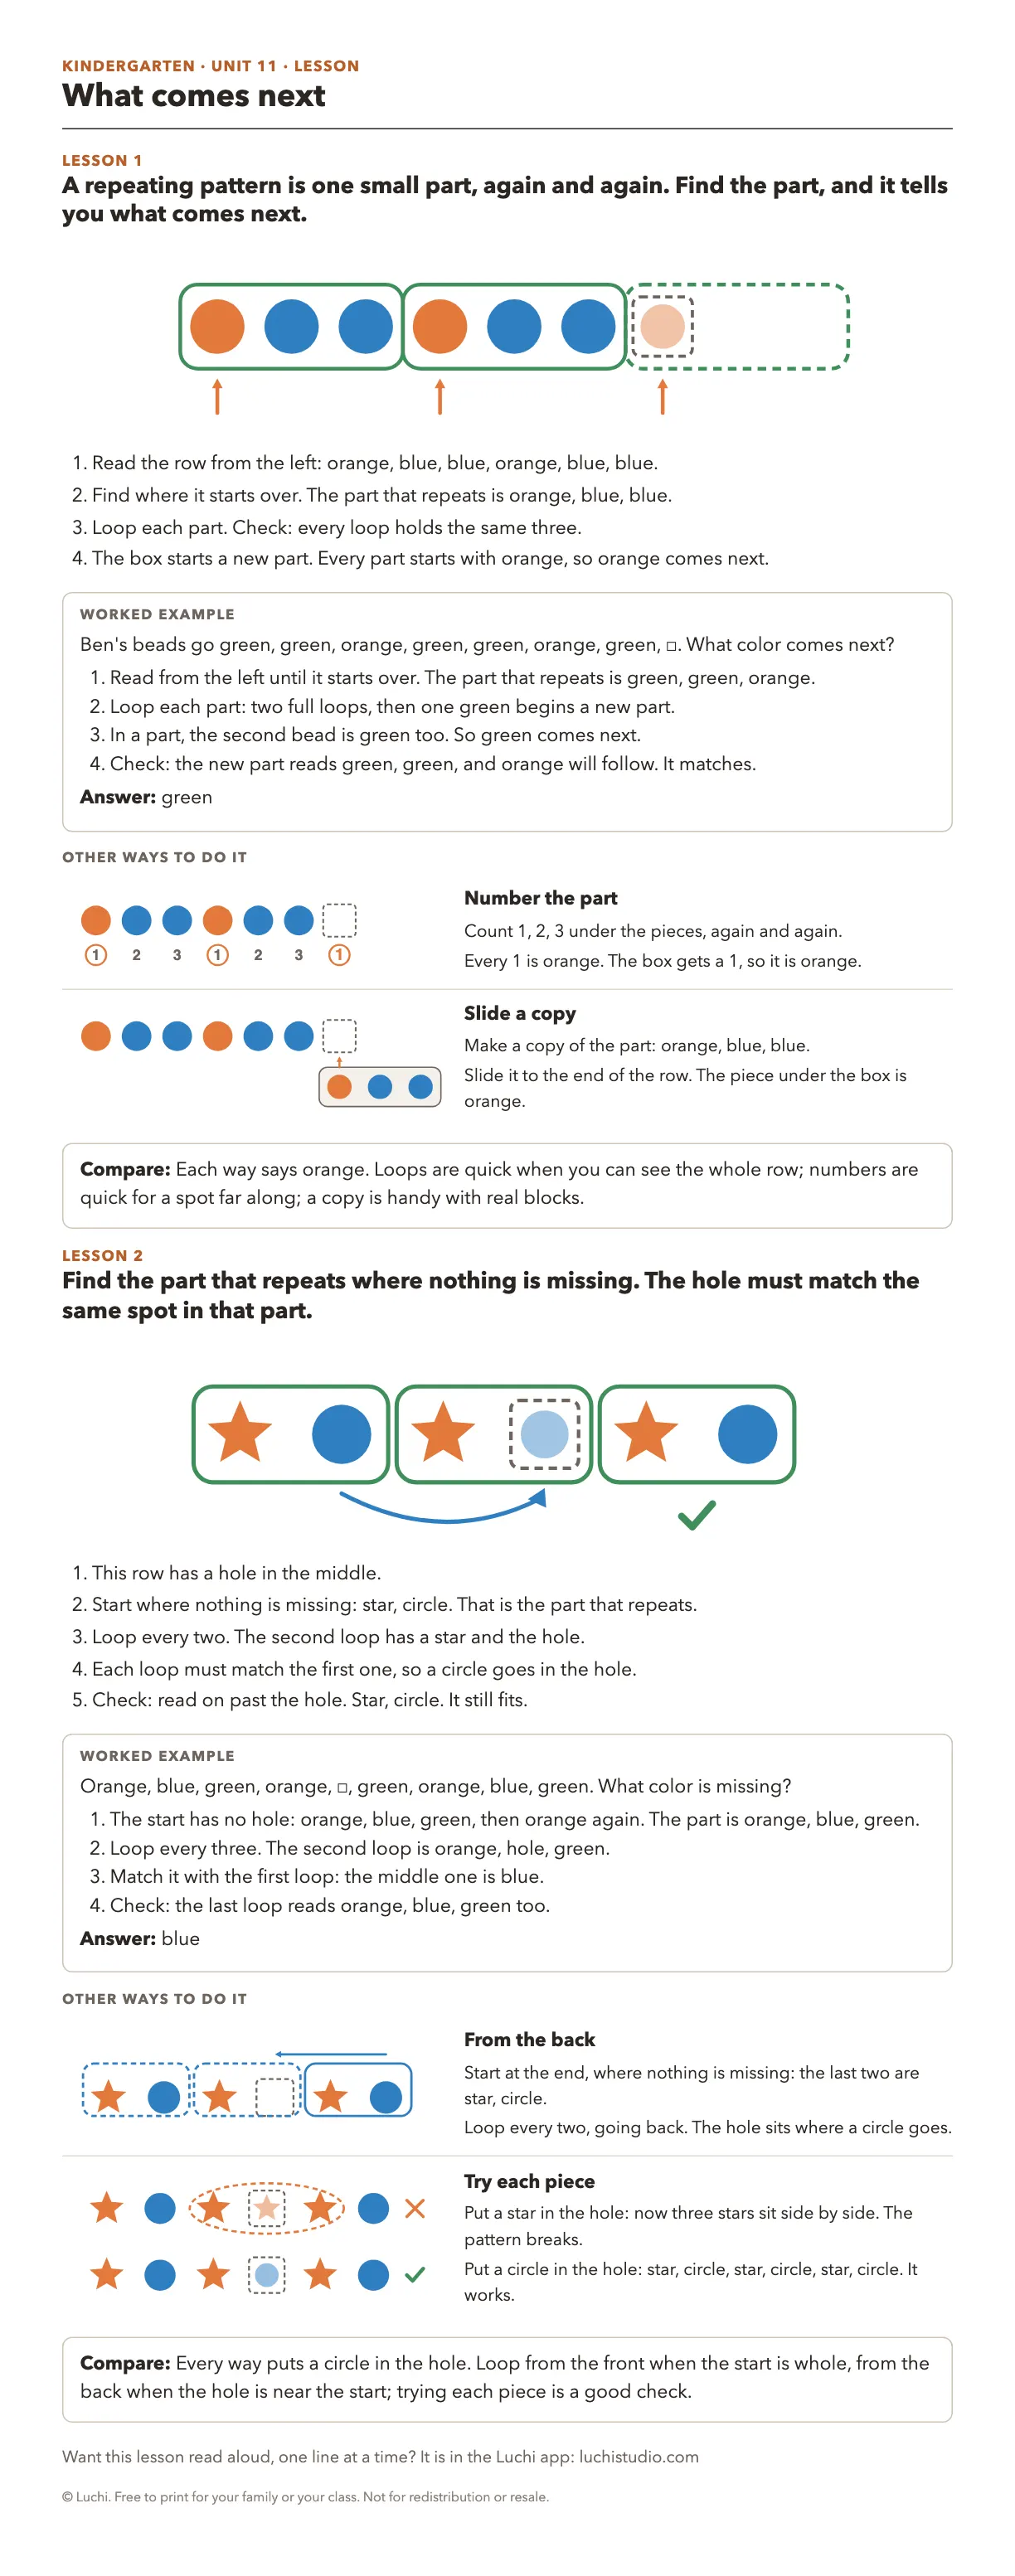 KINDERGARTEN · UNIT 11 · LESSON
What comes next
LESSON 1
A repeating pattern is one small part, again and again. Find the part, and it tells
you what comes next.
1. Read the row from the left: orange, blue, blue, orange, blue, blue.
2. Find where it starts over. The part that repeats is orange, blue, blue.
3. Loop each part. Check: every loop holds the same three.
4. The box starts a new part. Every part starts with orange, so orange comes next.
WORKED EXAMPLE
Ben's beads go green, green, orange, green, green, orange, green, □. What color comes next?
1. Read from the left until it starts over. The part that repeats is green, green, orange.
2. Loop each part: two full loops, then one green begins a new part.
3. In a part, the second bead is green too. So green comes next.
4. Check: the new part reads green, green, and orange will follow. It matches.
Answer: green
OTHER WAYS TO DO IT
1 2 3 1 2 3 1
Number the part
Count 1, 2, 3 under the pieces, again and again.
Every 1 is orange. The box gets a 1, so it is orange.
Slide a copy
Make a copy of the part: orange, blue, blue.
Slide it to the end of the row. The piece under the box is
orange.
Compare: Each way says orange. Loops are quick when you can see the whole row; numbers are
quick for a spot far along; a copy is handy with real blocks.
LESSON 2
Find the part that repeats where nothing is missing. The hole must match the
same spot in that part.
1. This row has a hole in the middle.
2. Start where nothing is missing: star, circle. That is the part that repeats.
3. Loop every two. The second loop has a star and the hole.
4. Each loop must match the first one, so a circle goes in the hole.
5. Check: read on past the hole. Star, circle. It still fits.
WORKED EXAMPLE
Orange, blue, green, orange, □, green, orange, blue, green. What color is missing?
1. The start has no hole: orange, blue, green, then orange again. The part is orange, blue, green.
2. Loop every three. The second loop is orange, hole, green.
3. Match it with the first loop: the middle one is blue.
4. Check: the last loop reads orange, blue, green too.
Answer: blue
OTHER WAYS TO DO IT
From the back
Start at the end, where nothing is missing: the last two are
star, circle.
Loop every two, going back. The hole sits where a circle goes.
Try each piece
Put a star in the hole: now three stars sit side by side. The
pattern breaks.
Put a circle in the hole: star, circle, star, circle, star, circle. It
works.
Compare: Every way puts a circle in the hole. Loop from the front when the start is whole, from the
back when the hole is near the start; trying each piece is a good check.
Want this lesson read aloud, one line at a time? It is in the Luchi app: luchistudio.com
© Luchi. Free to print for your family or your class. Not for redistribution or resale.